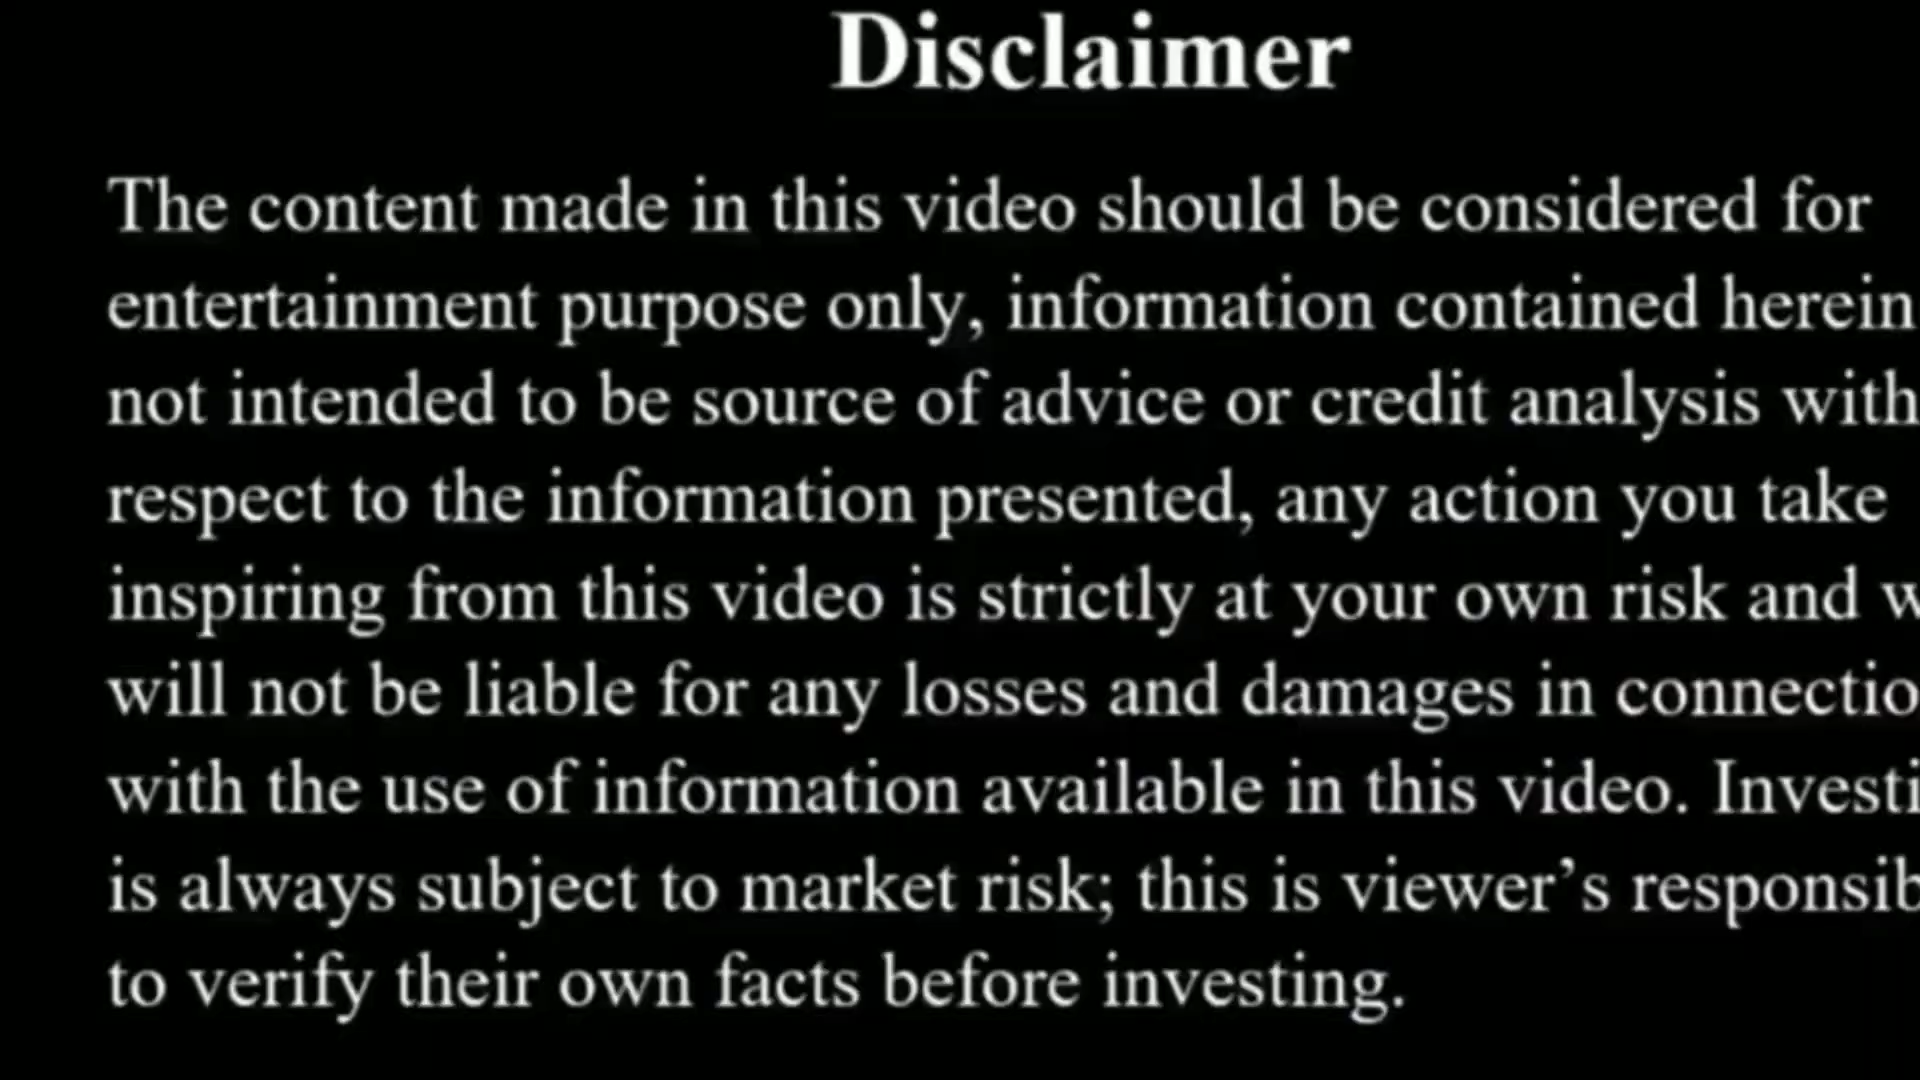 Disclaimer
The content made in this video should be considered for
entertainment purpose only, information contained herein
not intended to be source of advice or credit analysis with
respect to the information presented, any action you take
inspiring from this video is strictly at your own risk and w
will not be liable for any losses and damages in connectio
with the use of information available in this video. Investi
is always subject to market risk; this is viewer’s responsib
to verify their own facts before investing.